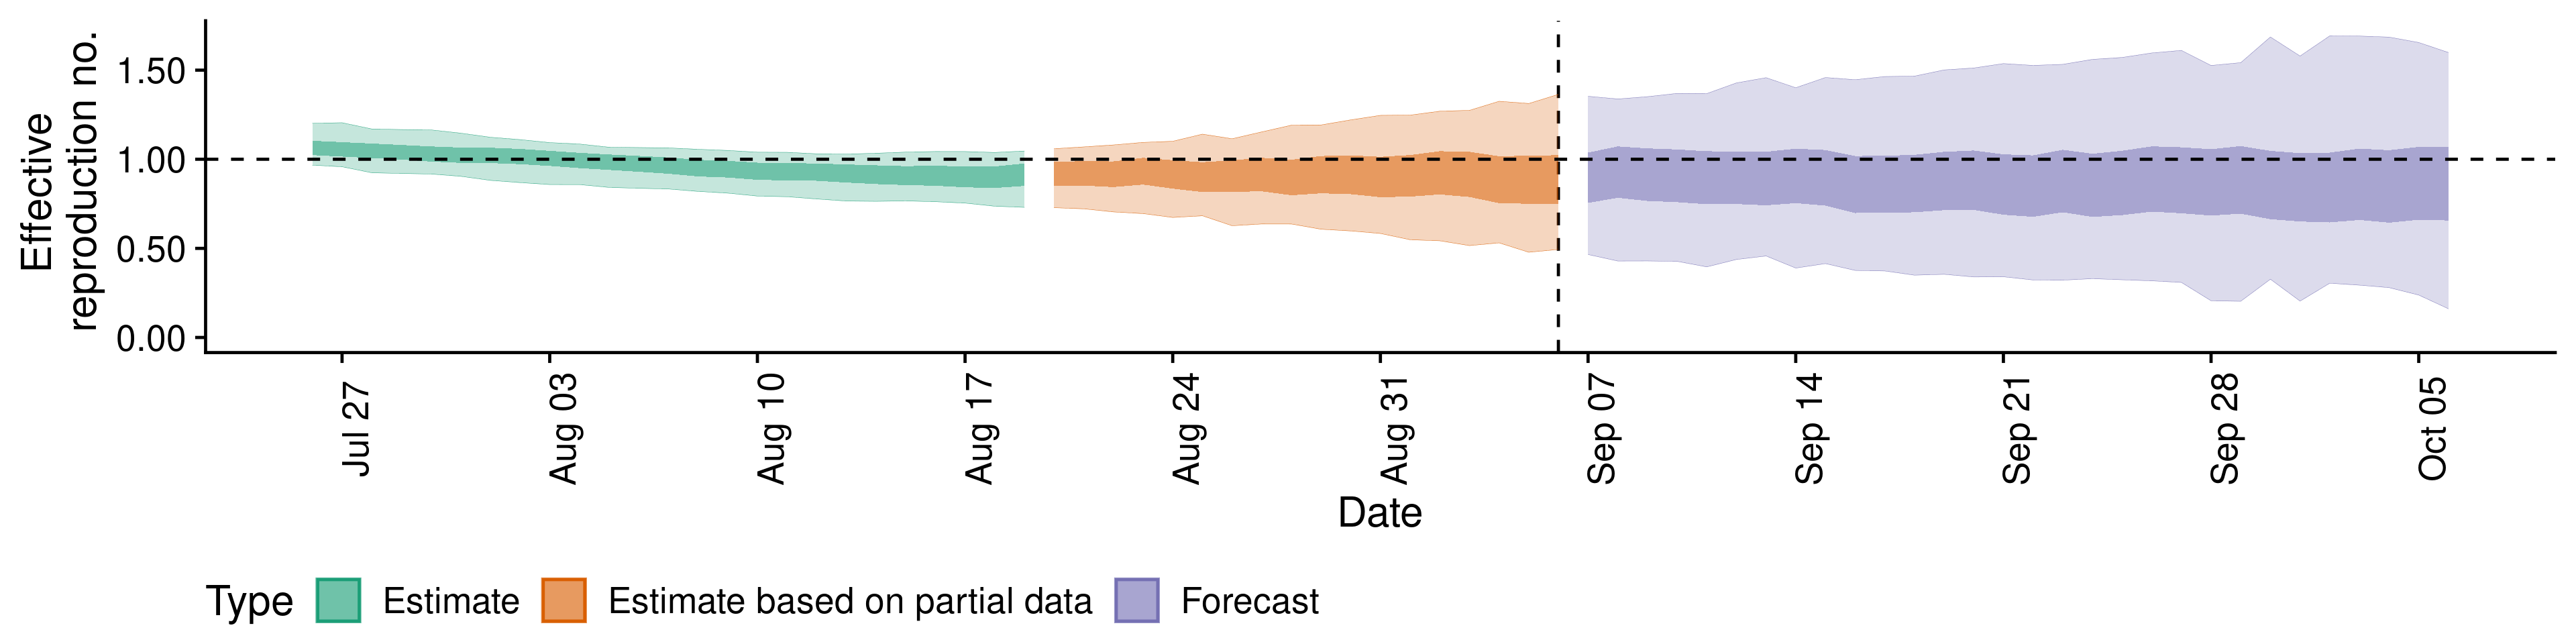 Effective
reproduction no.
1.50
1.00
0.50
0.00
Jul 27
Aug 03
Aug 10
Aug 17
Aug 24
Aug 31
Sep 07
Sep 14
Sep 21
Sep 28
Oct 05
Date
Type Estimate Estimate based on partial data Forecast